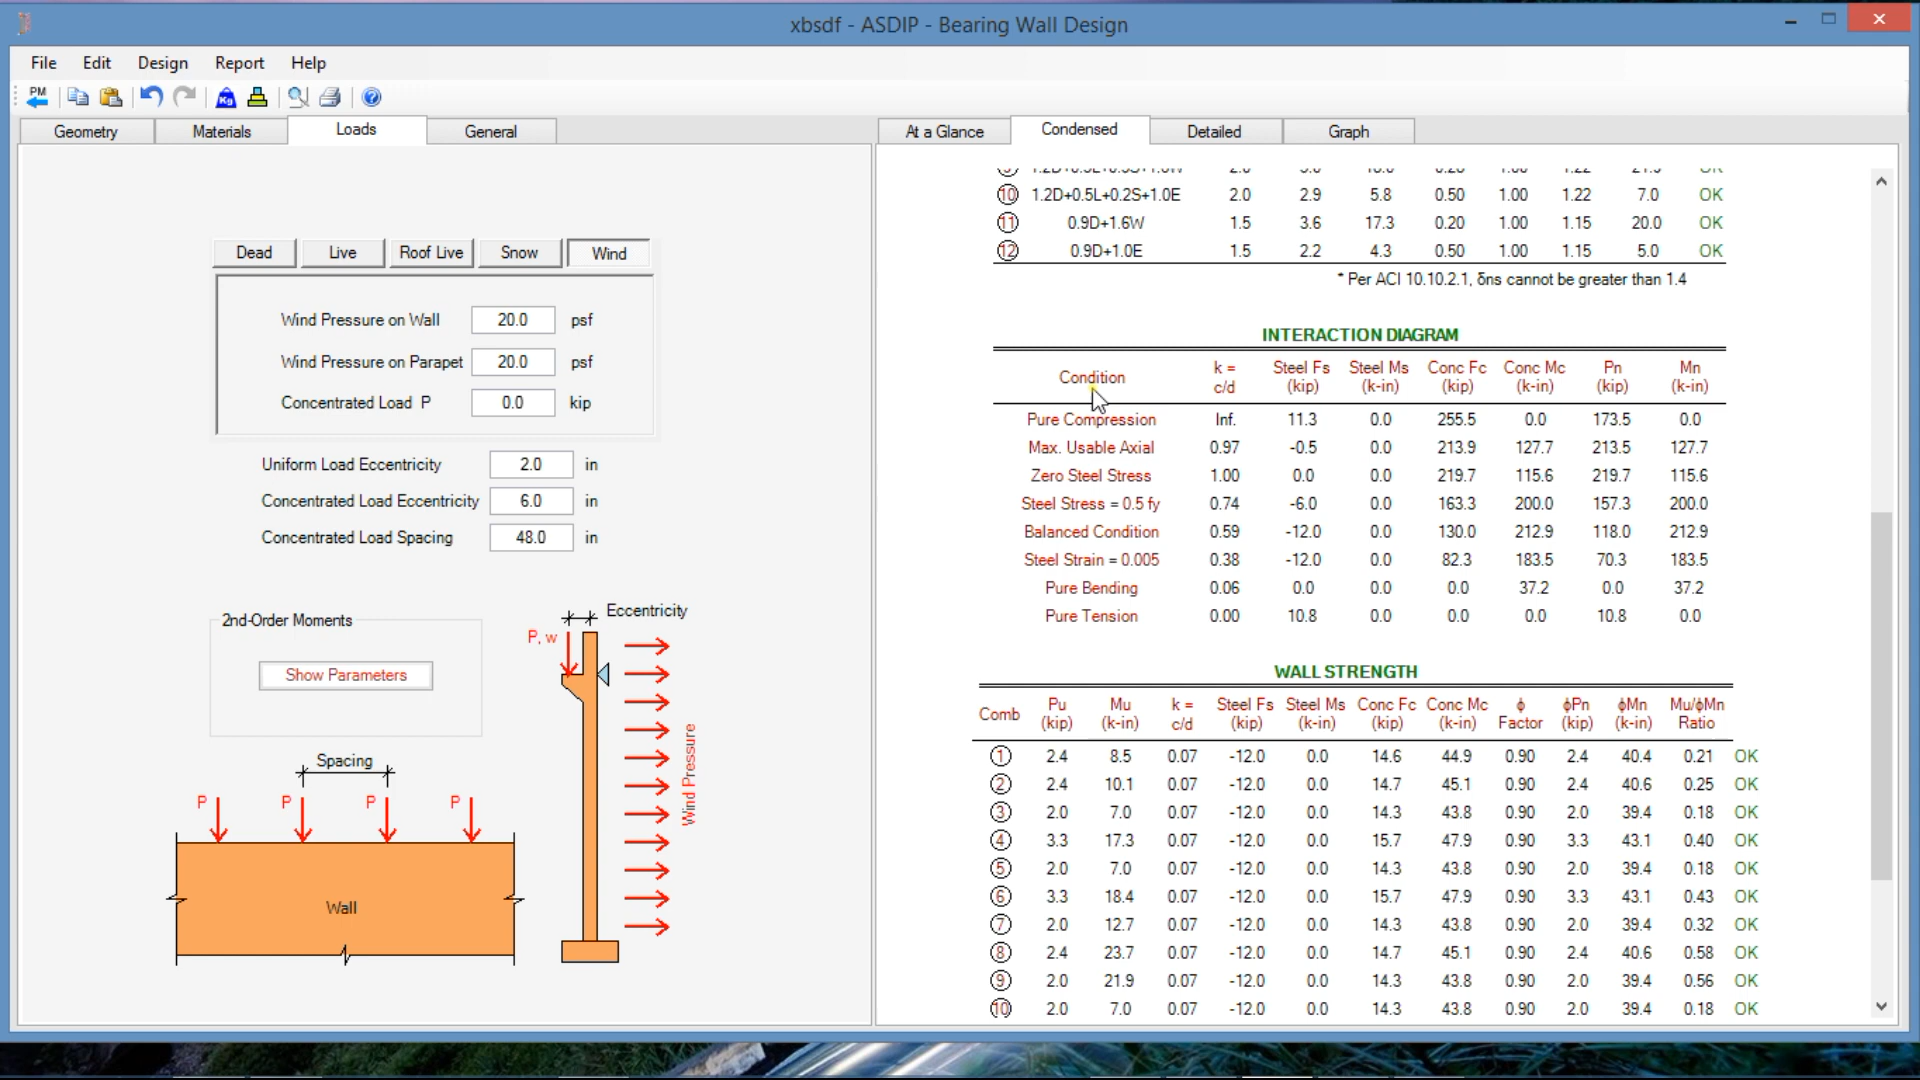 xbsdf - ASDIP - Bearing Wall Design
File Edit Design Report Help
PM Kg
Geometry Materials Loads General
At a Glance Condensed Detailed Graph
Dead Live Roof Live Snow Wind
Wind Pressure on Wall 20.0 psf
Wind Pressure on Parapet 20.0 psf
Concentrated Load P 0.0 kip
Uniform Load Eccentricity 2.0 in
Concentrated Load Eccentricity 6.0 in
Concentrated Load Spacing 48.0 in
2nd-Order Moments
Show Parameters
Eccentricity
P, w
Wind Pressure
Spacing
P P P P
Wall
10 1.2D+0.5L+0.2S+1.0E 2.0 2.9 5.8 0.50 1.00 1.22 7.0 OK
11 0.9D+1.6W 1.5 3.6 17.3 0.20 1.00 1.15 20.0 OK
12 0.9D+1.0E 1.5 2.2 4.3 0.50 1.00 1.15 5.0 OK
* Per ACI 10.10.2.1, δns cannot be greater than 1.4
INTERACTION DIAGRAM
Condition k = c/d Steel Fs (kip) Steel Ms (k-in) Conc Fc (kip) Conc Mc (k-in) Pn (kip) Mn (k-in)
Pure Compression Inf. 11.3 0.0 255.5 0.0 173.5 0.0
Max. Usable Axial 0.97 -0.5 0.0 213.9 127.7 213.5 127.7
Zero Steel Stress 1.00 0.0 0.0 219.7 115.6 219.7 115.6
Steel Stress = 0.5 fy 0.74 -6.0 0.0 163.3 200.0 157.3 200.0
Balanced Condition 0.59 -12.0 0.0 130.0 212.9 118.0 212.9
Steel Strain = 0.005 0.38 -12.0 0.0 82.3 183.5 70.3 183.5
Pure Bending 0.06 0.0 0.0 0.0 37.2 0.0 37.2
Pure Tension 0.00 10.8 0.0 0.0 0.0 10.8 0.0
WALL STRENGTH
Comb Pu (kip) Mu (k-in) k = c/d Steel Fs (kip) Steel Ms (k-in) Conc Fc (kip) Conc Mc (k-in) ϕ Factor ϕPn (kip) ϕMn (k-in) Mu/ϕMn Ratio
1 2.4 8.5 0.07 -12.0 0.0 14.6 44.9 0.90 2.4 40.4 0.21 OK
2 2.4 10.1 0.07 -12.0 0.0 14.7 45.1 0.90 2.4 40.6 0.25 OK
3 2.0 7.0 0.07 -12.0 0.0 14.3 43.8 0.90 2.0 39.4 0.18 OK
4 3.3 17.3 0.07 -12.0 0.0 15.7 47.9 0.90 3.3 43.1 0.40 OK
5 2.0 7.0 0.07 -12.0 0.0 14.3 43.8 0.90 2.0 39.4 0.18 OK
6 3.3 18.4 0.07 -12.0 0.0 15.7 47.9 0.90 3.3 43.1 0.43 OK
7 2.0 12.7 0.07 -12.0 0.0 14.3 43.8 0.90 2.0 39.4 0.32 OK
8 2.4 23.7 0.07 -12.0 0.0 14.7 45.1 0.90 2.4 40.6 0.58 OK
9 2.0 21.9 0.07 -12.0 0.0 14.3 43.8 0.90 2.0 39.4 0.56 OK
10 2.0 7.0 0.07 -12.0 0.0 14.3 43.8 0.90 2.0 39.4 0.18 OK